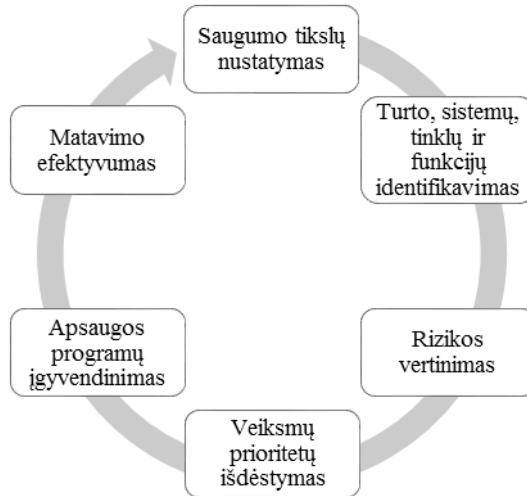 Saugumo tikslų
nustatymas
Turto, sistemų,
tinklų ir
funkcijų
identifikavimas
Rizikos
vertinimas
Veiksmų
prioritetų
išdėstymas
Apsaugos
programų
įgyvendinimas
Matavimo
efektyvumas